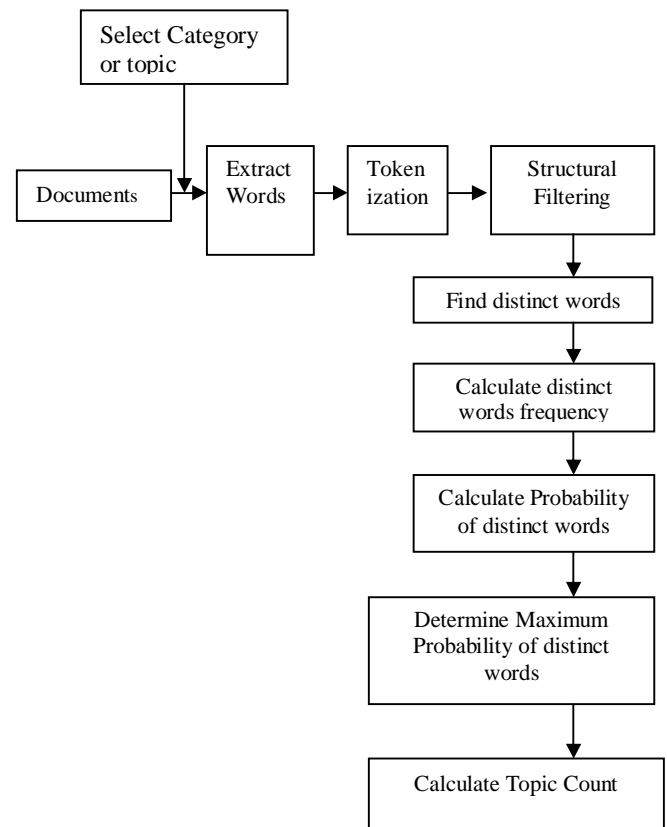 Select Category
or topic
Documents
Extract
Words
Token
ization
Structural
Filtering
Find distinct words
Calculate distinct
words frequency
Calculate Probability
of distinct words
Determine Maximum
Probability of distinct
words
Calculate Topic Count